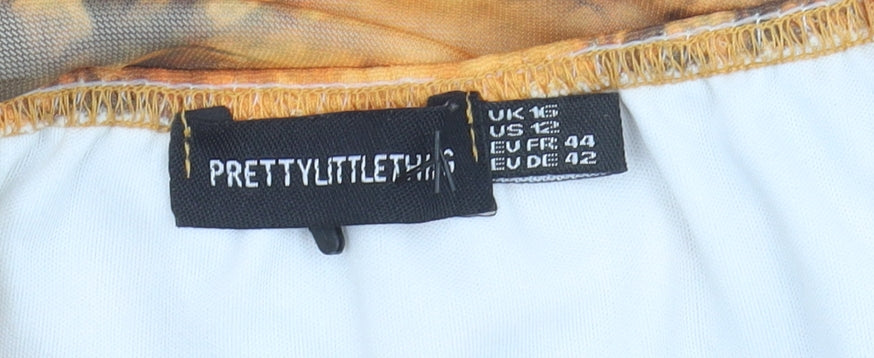 PRETTYLITTLETHING
UK 16
US 12
EU FR 44
EU DE 42